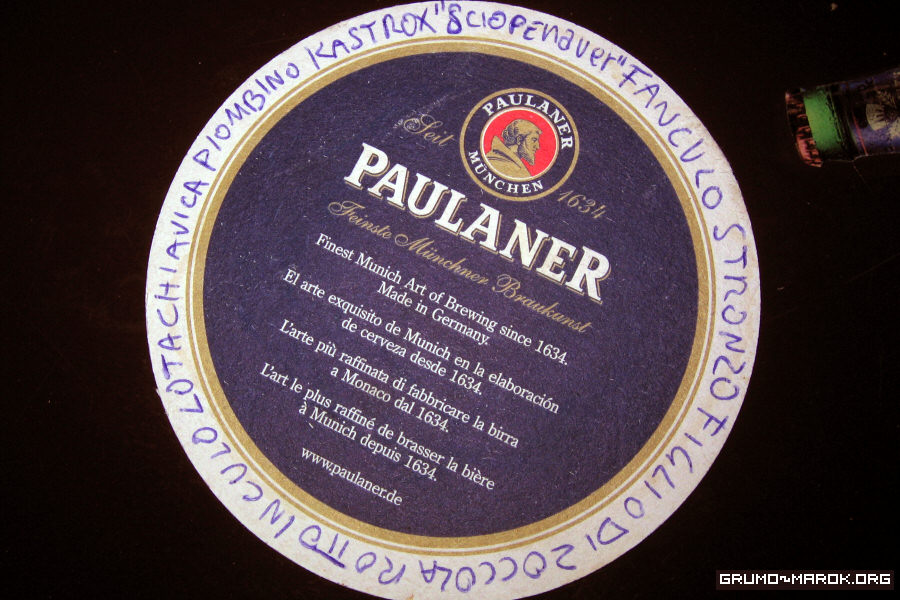 PIOMBINO KASTROX "SCIOPENAUER" FANCULO STRONZO FIGLIO DI ZOCCOLA ROTTO IN CULO LOTA CHIAVICA
PAULANER
MÜNCHEN
Seit 1634
PAULANER
Feinste Münchner Braukunst
Finest Munich Art of Brewing since 1634.
Made in Germany.
El arte exquisito de Munich en la elaboración
de cerveza desde 1634.
L'arte più raffinata di fabbricare la birra
a Monaco dal 1634.
L'art le plus raffiné de brasser la bière
à Munich depuis 1634.
www.paulaner.de
GRUMO-MAROK.ORG